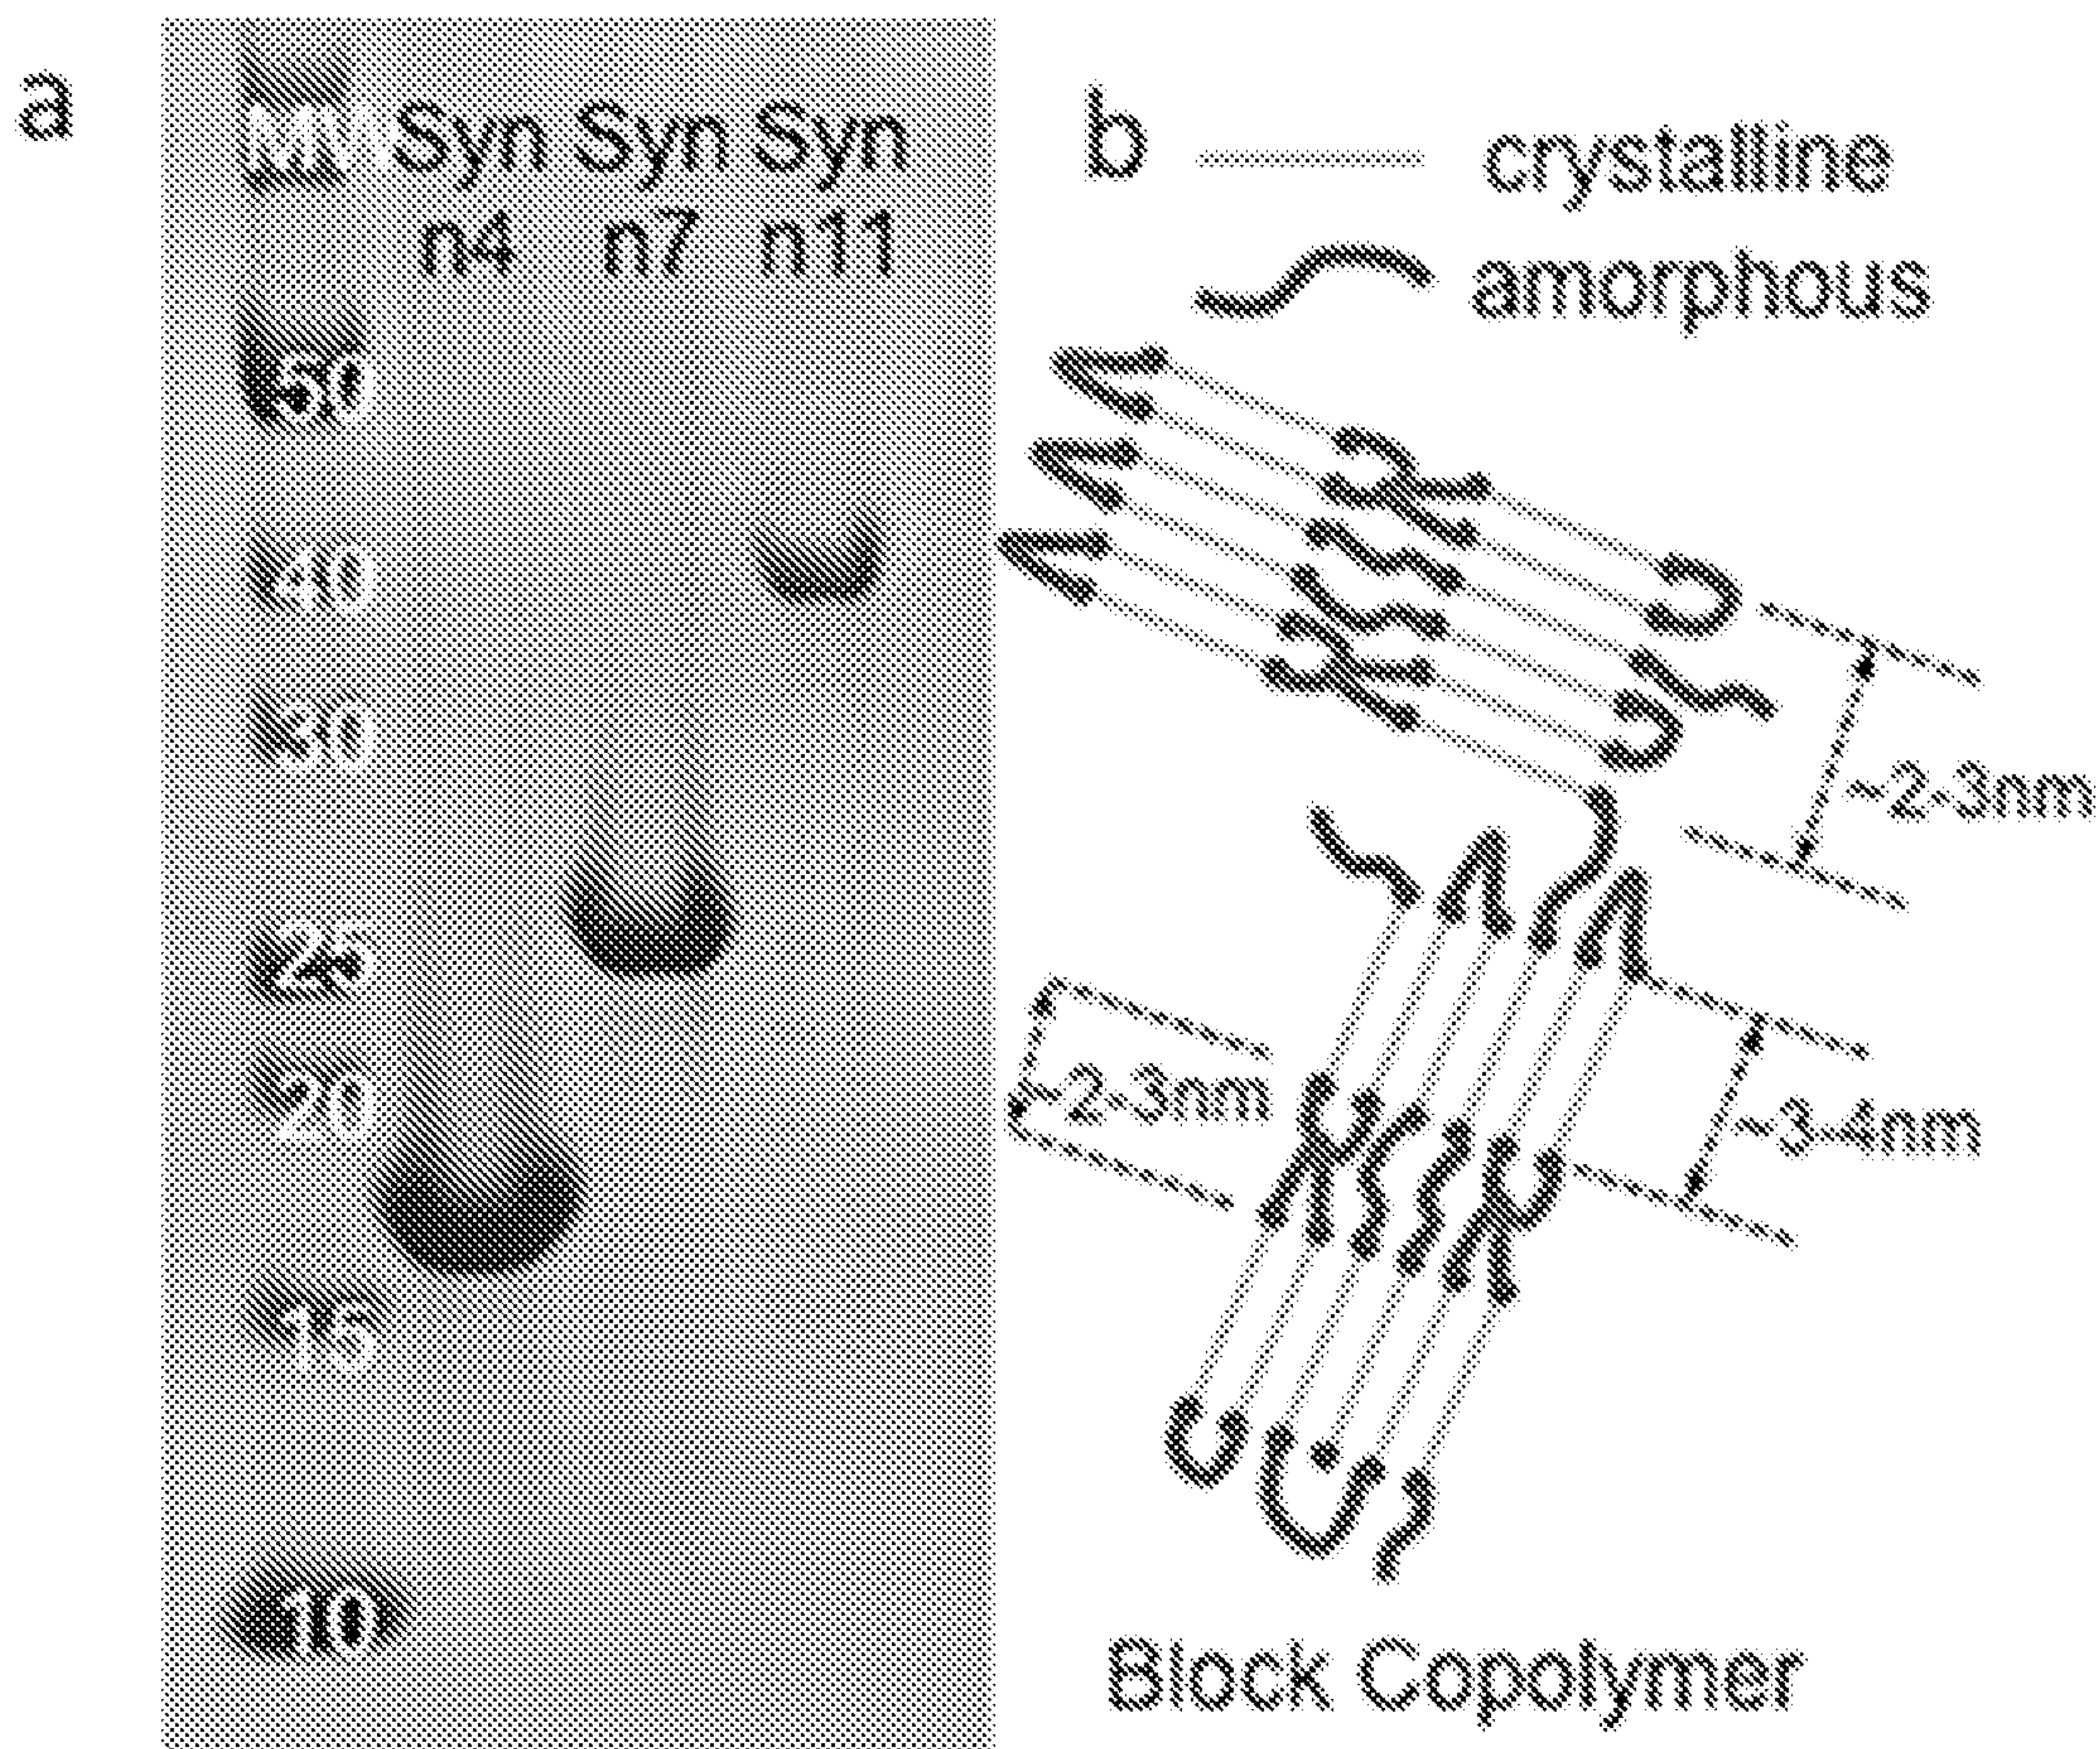 a
MW Syn Syn Syn
n4 n7 n11
50
40
30
25
20
15
10
b
crystalline
amorphous
~2-3nm
~2-3nm
~3-4nm
Block Copolymer